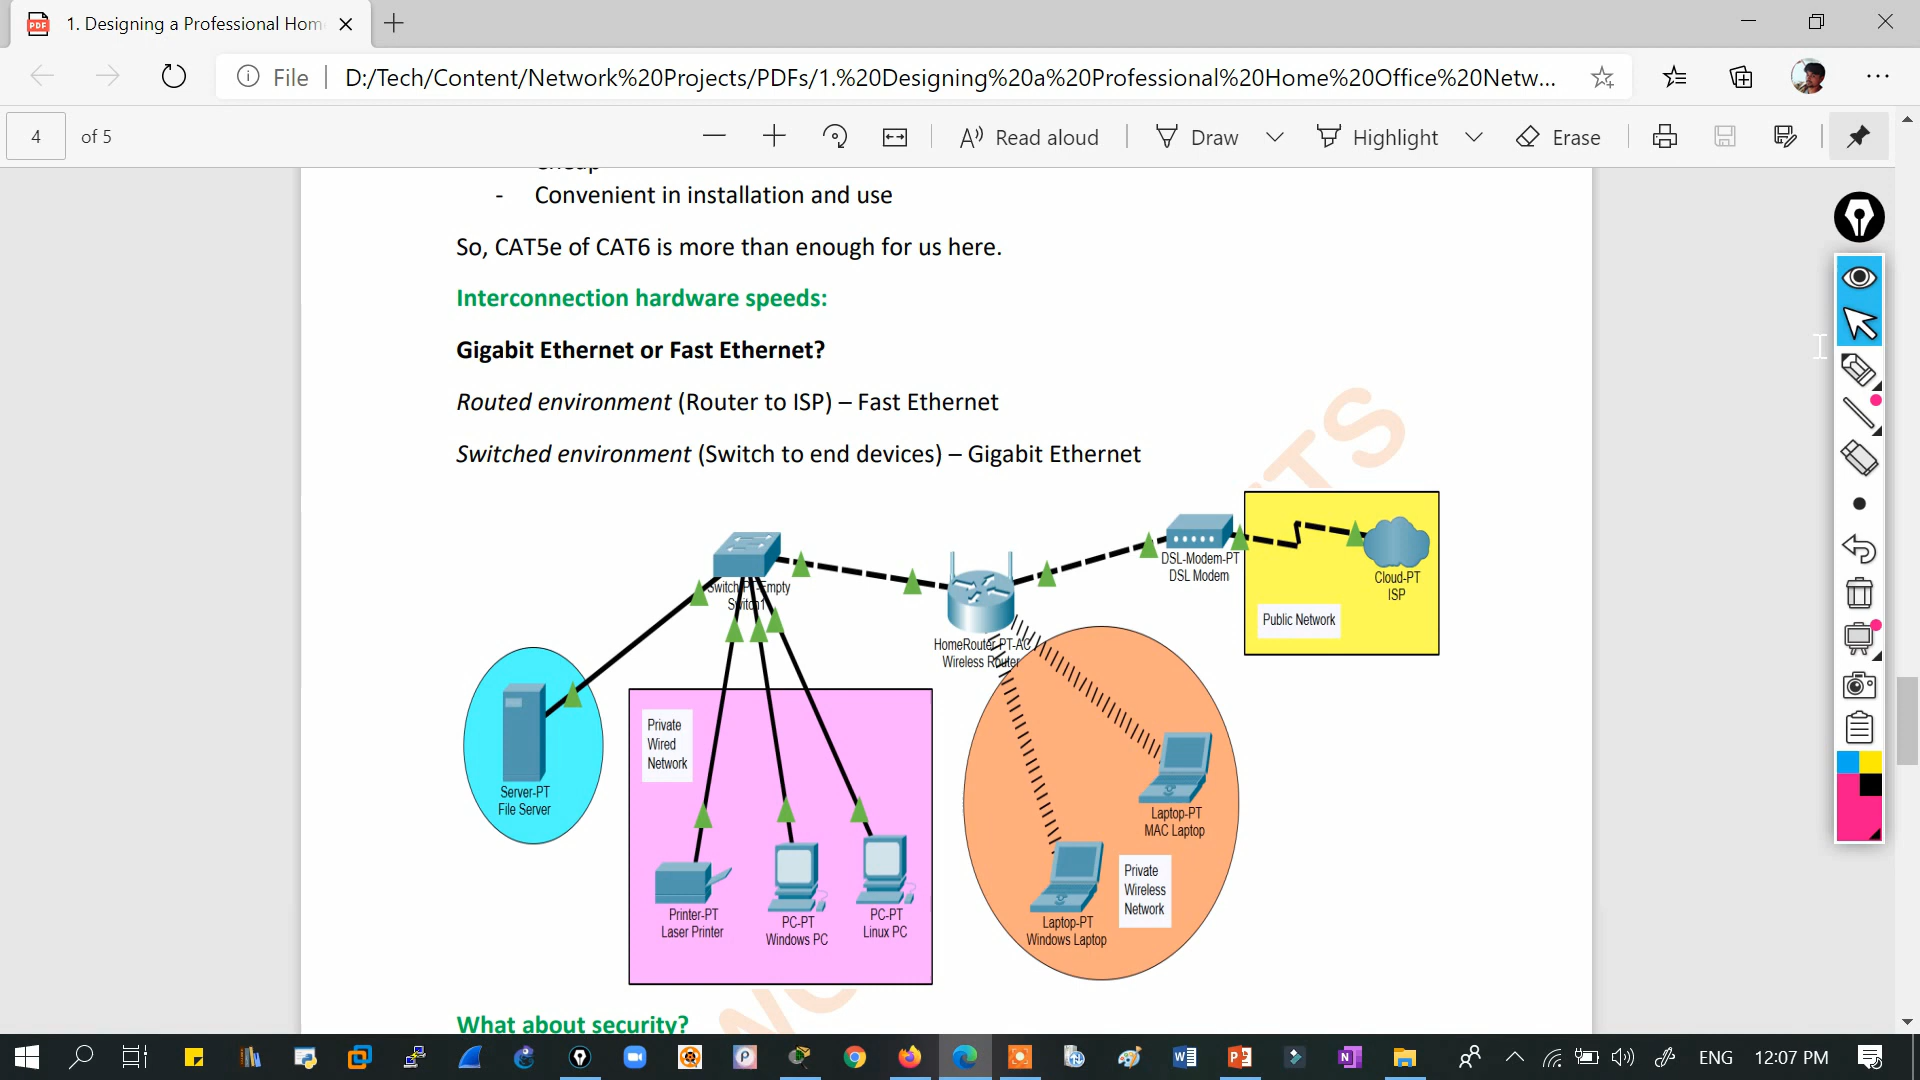 1. Designing a Professional Hom
File
D:/Tech/Content/Network%20Projects/PDFs/1.%20Designing%20a%20Professional%20Home%20Office%20Netw...
4
of 5
Read aloud
Draw
Highlight
Erase
- Convenient in installation and use
So, CAT5e of CAT6 is more than enough for us here.
Interconnection hardware speeds:
Gigabit Ethernet or Fast Ethernet?
Routed environment (Router to ISP) – Fast Ethernet
Switched environment (Switch to end devices) – Gigabit Ethernet
Switch-PT-Empty
Switch1
DSL-Modem-PT
DSL Modem
Cloud-PT
ISP
Public Network
HomeRouter-PT-AC
Wireless Router
Server-PT
File Server
Private
Wired
Network
Printer-PT
Laser Printer
PC-PT
Windows PC
PC-PT
Linux PC
Laptop-PT
MAC Laptop
Laptop-PT
Windows Laptop
Private
Wireless
Network
What about security?
ENG
12:07 PM